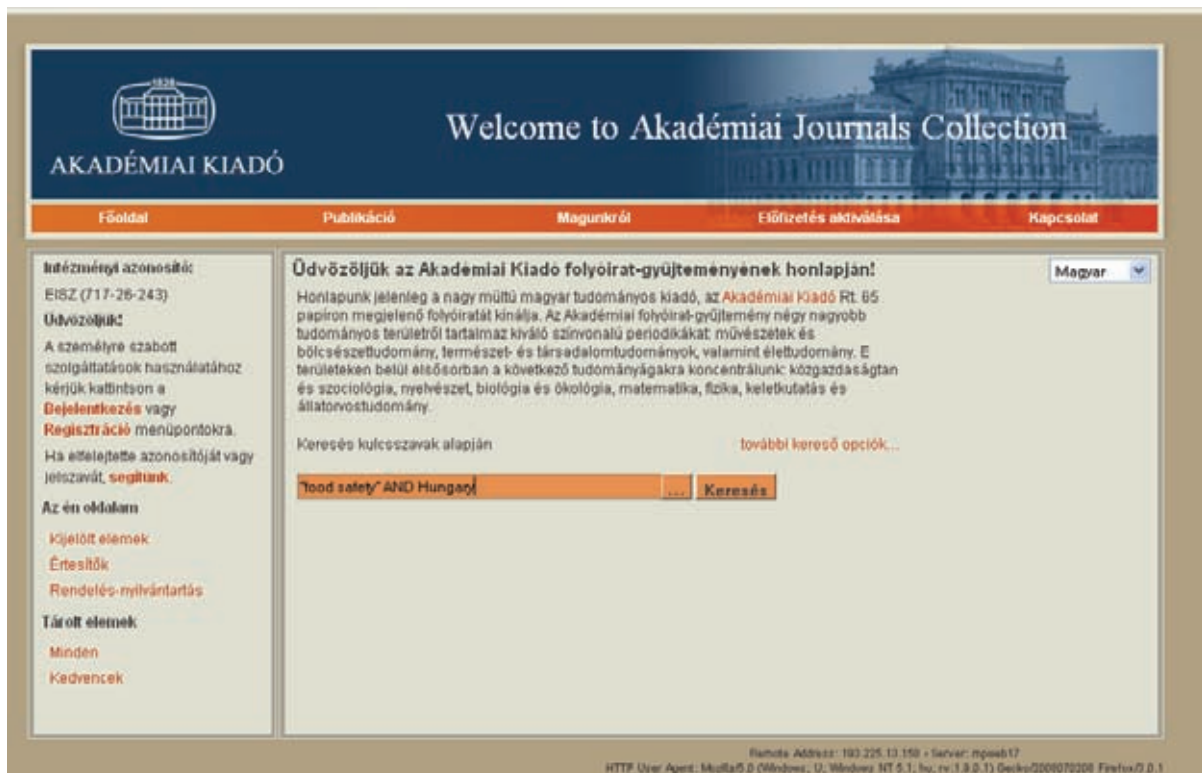 1828
AKADÉMIAI KIADÓ
Welcome to Akadémiai Journals Collection
Főoldal
Publikáció
Magunkról
Előfizetés aktiválása
Kapcsolat
Intézményi azonosító:
EISZ (717-26-243)
Üdvözöljük!
A személyre szabott
szolgáltatások használatához
kérjük kattintson a
Bejelentkezés vagy
Regisztráció menüpontokra.
Ha elfelejtette azonosítóját vagy
jelszavát, segítünk.
Az én oldalam
Kijelölt elemek
Értesítők
Rendelés-nyilvántartás
Tárolt elemek
Minden
Kedvencek
Üdvözöljük az Akadémiai Kiadó folyóirat-gyűjteményének honlapján!
Magyar
Honlapunk jelenleg a nagy múltú magyar tudományos kiadó, az Akadémiai Kiadó Rt. 65
papíron megjelenő folyóiratát kínálja. Az Akadémiai folyóirat-gyűjtemény négy nagyobb
tudományos területről tartalmaz kiváló színvonalú periodikákat: művészetek és
bölcsészettudomány, természet- és társadalomtudományok, valamint élettudomány. E
területeken belül elsősorban a következő tudományágakra koncentrálunk: közgazdaságtan
és szociológia, nyelvészet, biológia és ökológia, matematika, fizika, keletkutatás és
állatorvostudomány.
Keresés kulcsszavak alapján
további kereső opciók...
"food safety" AND Hungary
...
Keresés
Remote Address: 193.225.13.158 • Server: mpweb17
HTTP User Agent: Mozilla/5.0 (Windows; U; Windows NT 5.1; hu; rv:1.9.0.1) Gecko/2008070208 Firefox/3.0.1